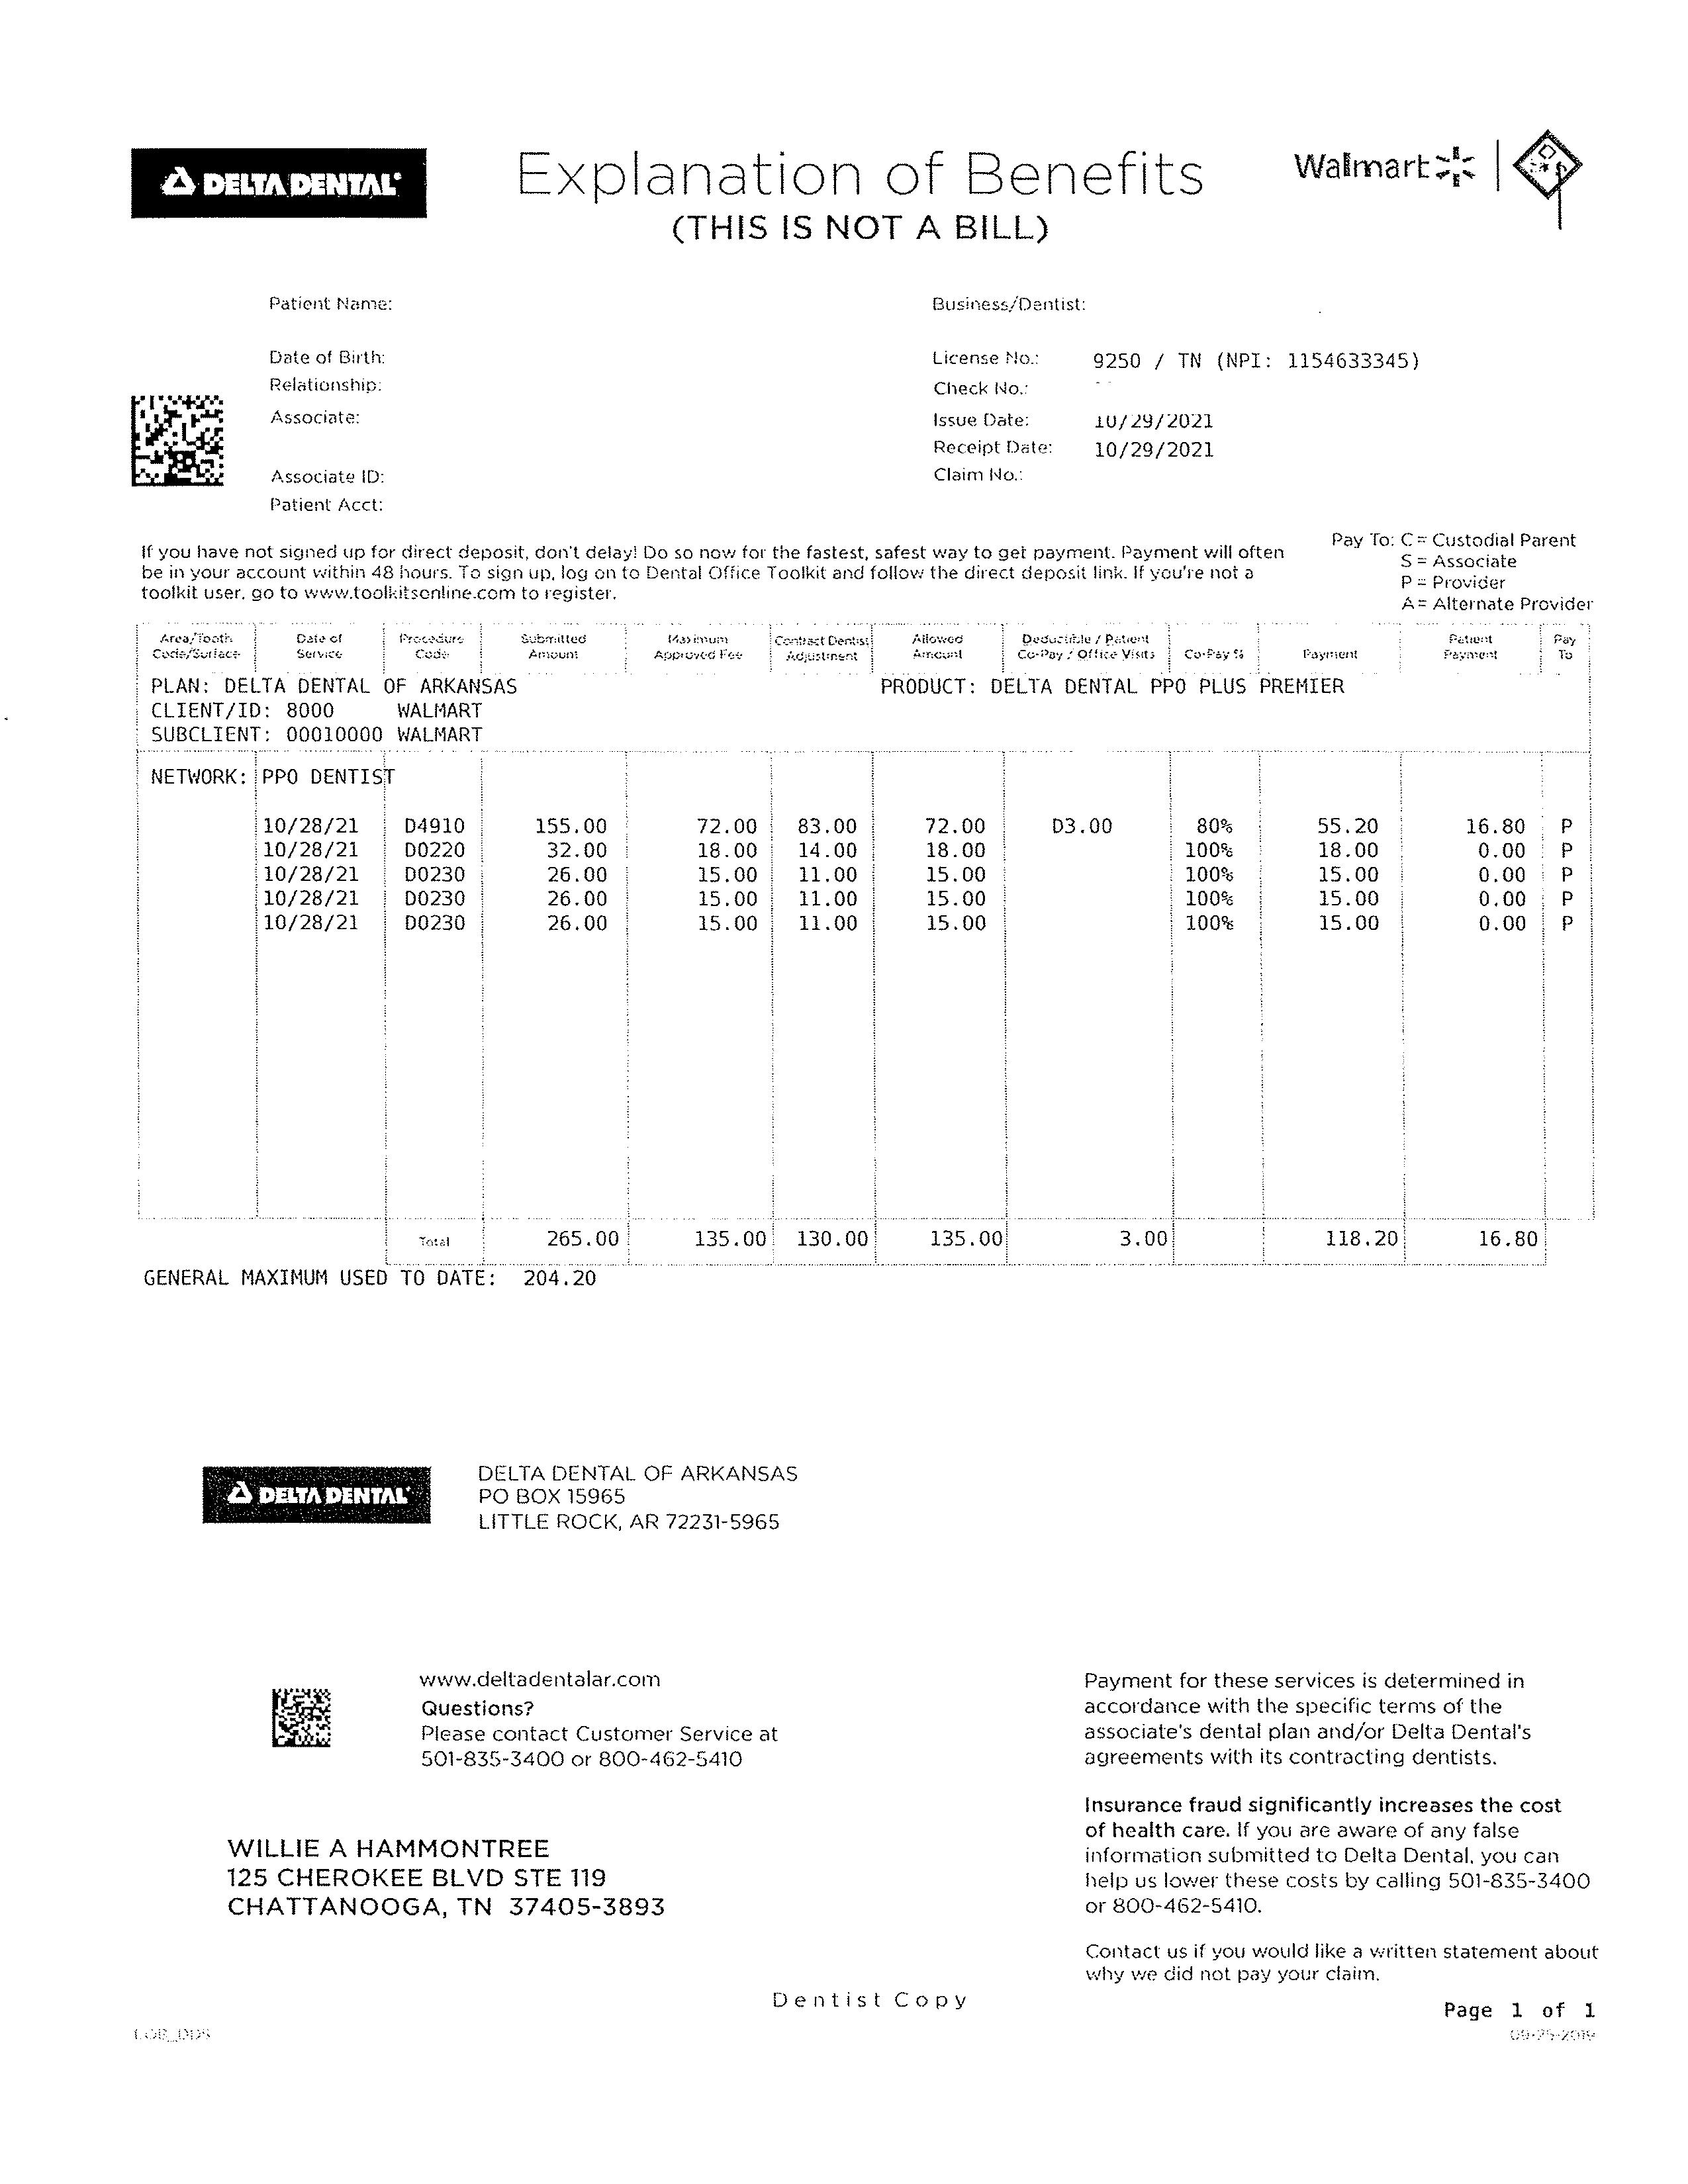 DELTA DENTAL
Explanation of Benefits
(THIS IS NOT A BILL)
Walmart
Patient Name:
Business/Dentist:
Date of Birth:
License No.: 9250 / TN (NPI: 1154633345)
Relationship:
Check No.:
Associate:
Issue Date: 10/29/2021
Receipt Date: 10/29/2021
Associate ID:
Claim No.:
Patient Acct:
If you have not signed up for direct deposit, don't delay! Do so now for the fastest, safest way to get payment. Payment will often
be in your account within 48 hours. To sign up, log on to Dental Office Toolkit and follow the direct deposit link. If you're not a
toolkit user, go to www.toolkitsonline.com to register.
Pay To: C = Custodial Parent
S = Associate
P = Provider
A = Alternate Provider
Area/Tooth Date of Procedure Submitted Maximum Contract Dentist Allowed Deductible / Patient Patient Pay
Code/Surface Service Code Amount Approved Fee Adjustment Amount Co-Pay / Office Visits Co-Pay % Payment Payment To
PLAN: DELTA DENTAL OF ARKANSAS PRODUCT: DELTA DENTAL PPO PLUS PREMIER
CLIENT/ID: 8000 WALMART
SUBCLIENT: 00010000 WALMART
NETWORK: PPO DENTIST
10/28/21 D4910 155.00 72.00 83.00 72.00 D3.00 80% 55.20 16.80 P
10/28/21 D0220 32.00 18.00 14.00 18.00 100% 18.00 0.00 P
10/28/21 D0230 26.00 15.00 11.00 15.00 100% 15.00 0.00 P
10/28/21 D0230 26.00 15.00 11.00 15.00 100% 15.00 0.00 P
10/28/21 D0230 26.00 15.00 11.00 15.00 100% 15.00 0.00 P
Total 265.00 135.00 130.00 135.00 3.00 118.20 16.80
GENERAL MAXIMUM USED TO DATE: 204.20
DELTA DENTAL
DELTA DENTAL OF ARKANSAS
PO BOX 15965
LITTLE ROCK, AR 72231-5965
www.deltadentalar.com
Questions?
Please contact Customer Service at
501-835-3400 or 800-462-5410
WILLIE A HAMMONTREE
125 CHEROKEE BLVD STE 119
CHATTANOOGA, TN 37405-3893
Payment for these services is determined in
accordance with the specific terms of the
associate's dental plan and/or Delta Dental's
agreements with its contracting dentists.
Insurance fraud significantly increases the cost
of health care. If you are aware of any false
information submitted to Delta Dental, you can
help us lower these costs by calling 501-835-3400
or 800-462-5410.
Contact us if you would like a written statement about
why we did not pay your claim.
Dentist Copy
Page 1 of 1
EOB_DDS
09-25-2019